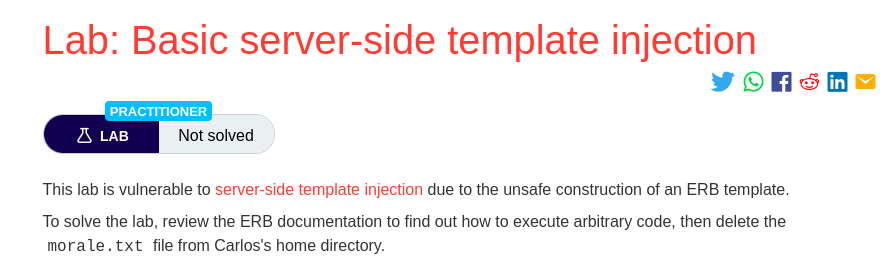 Lab: Basic server-side template injection
PRACTITIONER
LAB
Not solved
This lab is vulnerable to server-side template injection due to the unsafe construction of an ERB template.
To solve the lab, review the ERB documentation to find out how to execute arbitrary code, then delete the
morale.txt file from Carlos's home directory.